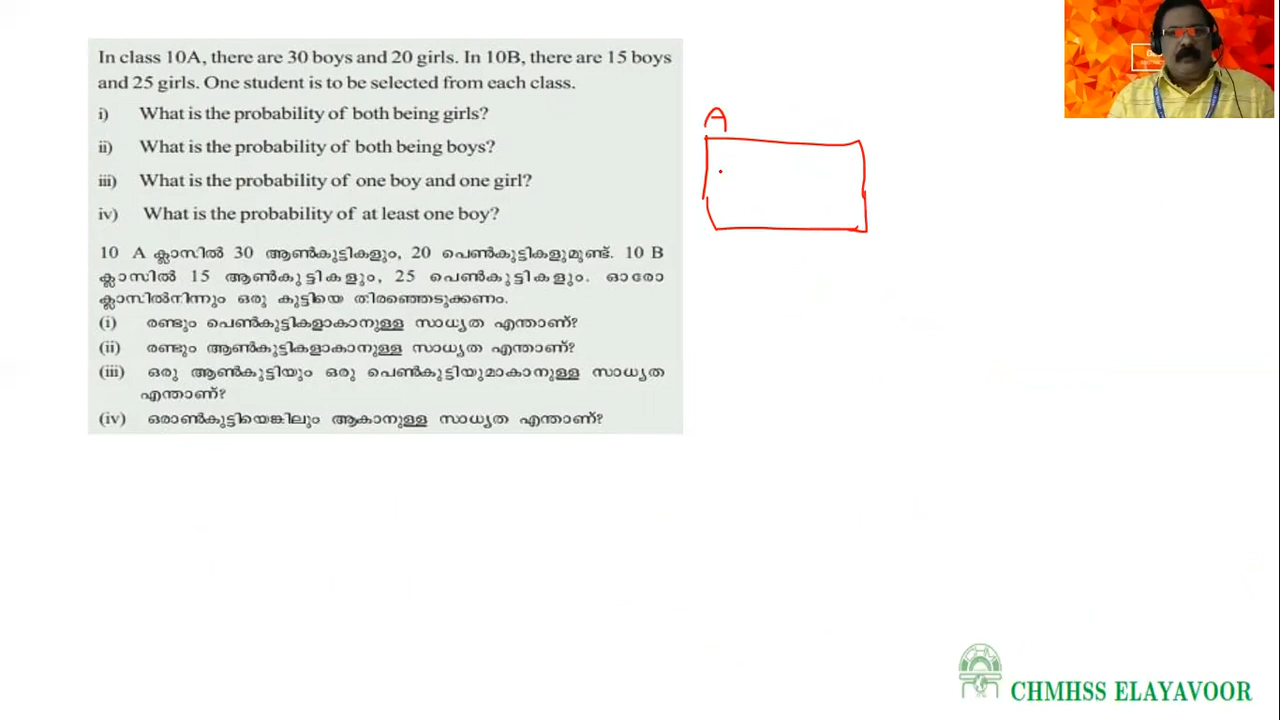 In class 10A, there are 30 boys and 20 girls. In 10B, there are 15 boys
and 25 girls. One student is to be selected from each class.
i) What is the probability of both being girls?
ii) What is the probability of both being boys?
iii) What is the probability of one boy and one girl?
iv) What is the probability of at least one boy?
10 A ക്ലാസിൽ 30 ആൺകുട്ടികളും, 20 പെൺകുട്ടികളുമുണ്ട്. 10 B
ക്ലാസിൽ 15 ആൺകുട്ടികളും, 25 പെൺകുട്ടികളും. ഓരോ
ക്ലാസിൽനിന്നും ഒരു കുട്ടിയെ തിരഞ്ഞെടുക്കണം.
(i) രണ്ടും പെൺകുട്ടികളാകാനുള്ള സാധ്യത എന്താണ്?
(ii) രണ്ടും ആൺകുട്ടികളാകാനുള്ള സാധ്യത എന്താണ്?
(iii) ഒരു ആൺകുട്ടിയും ഒരു പെൺകുട്ടിയുമാകാനുള്ള സാധ്യത
എന്താണ്?
(iv) ഒരാൺകുട്ടിയെങ്കിലും ആകാനുള്ള സാധ്യത എന്താണ്?
A
CHMHSS ELAYAVOOR